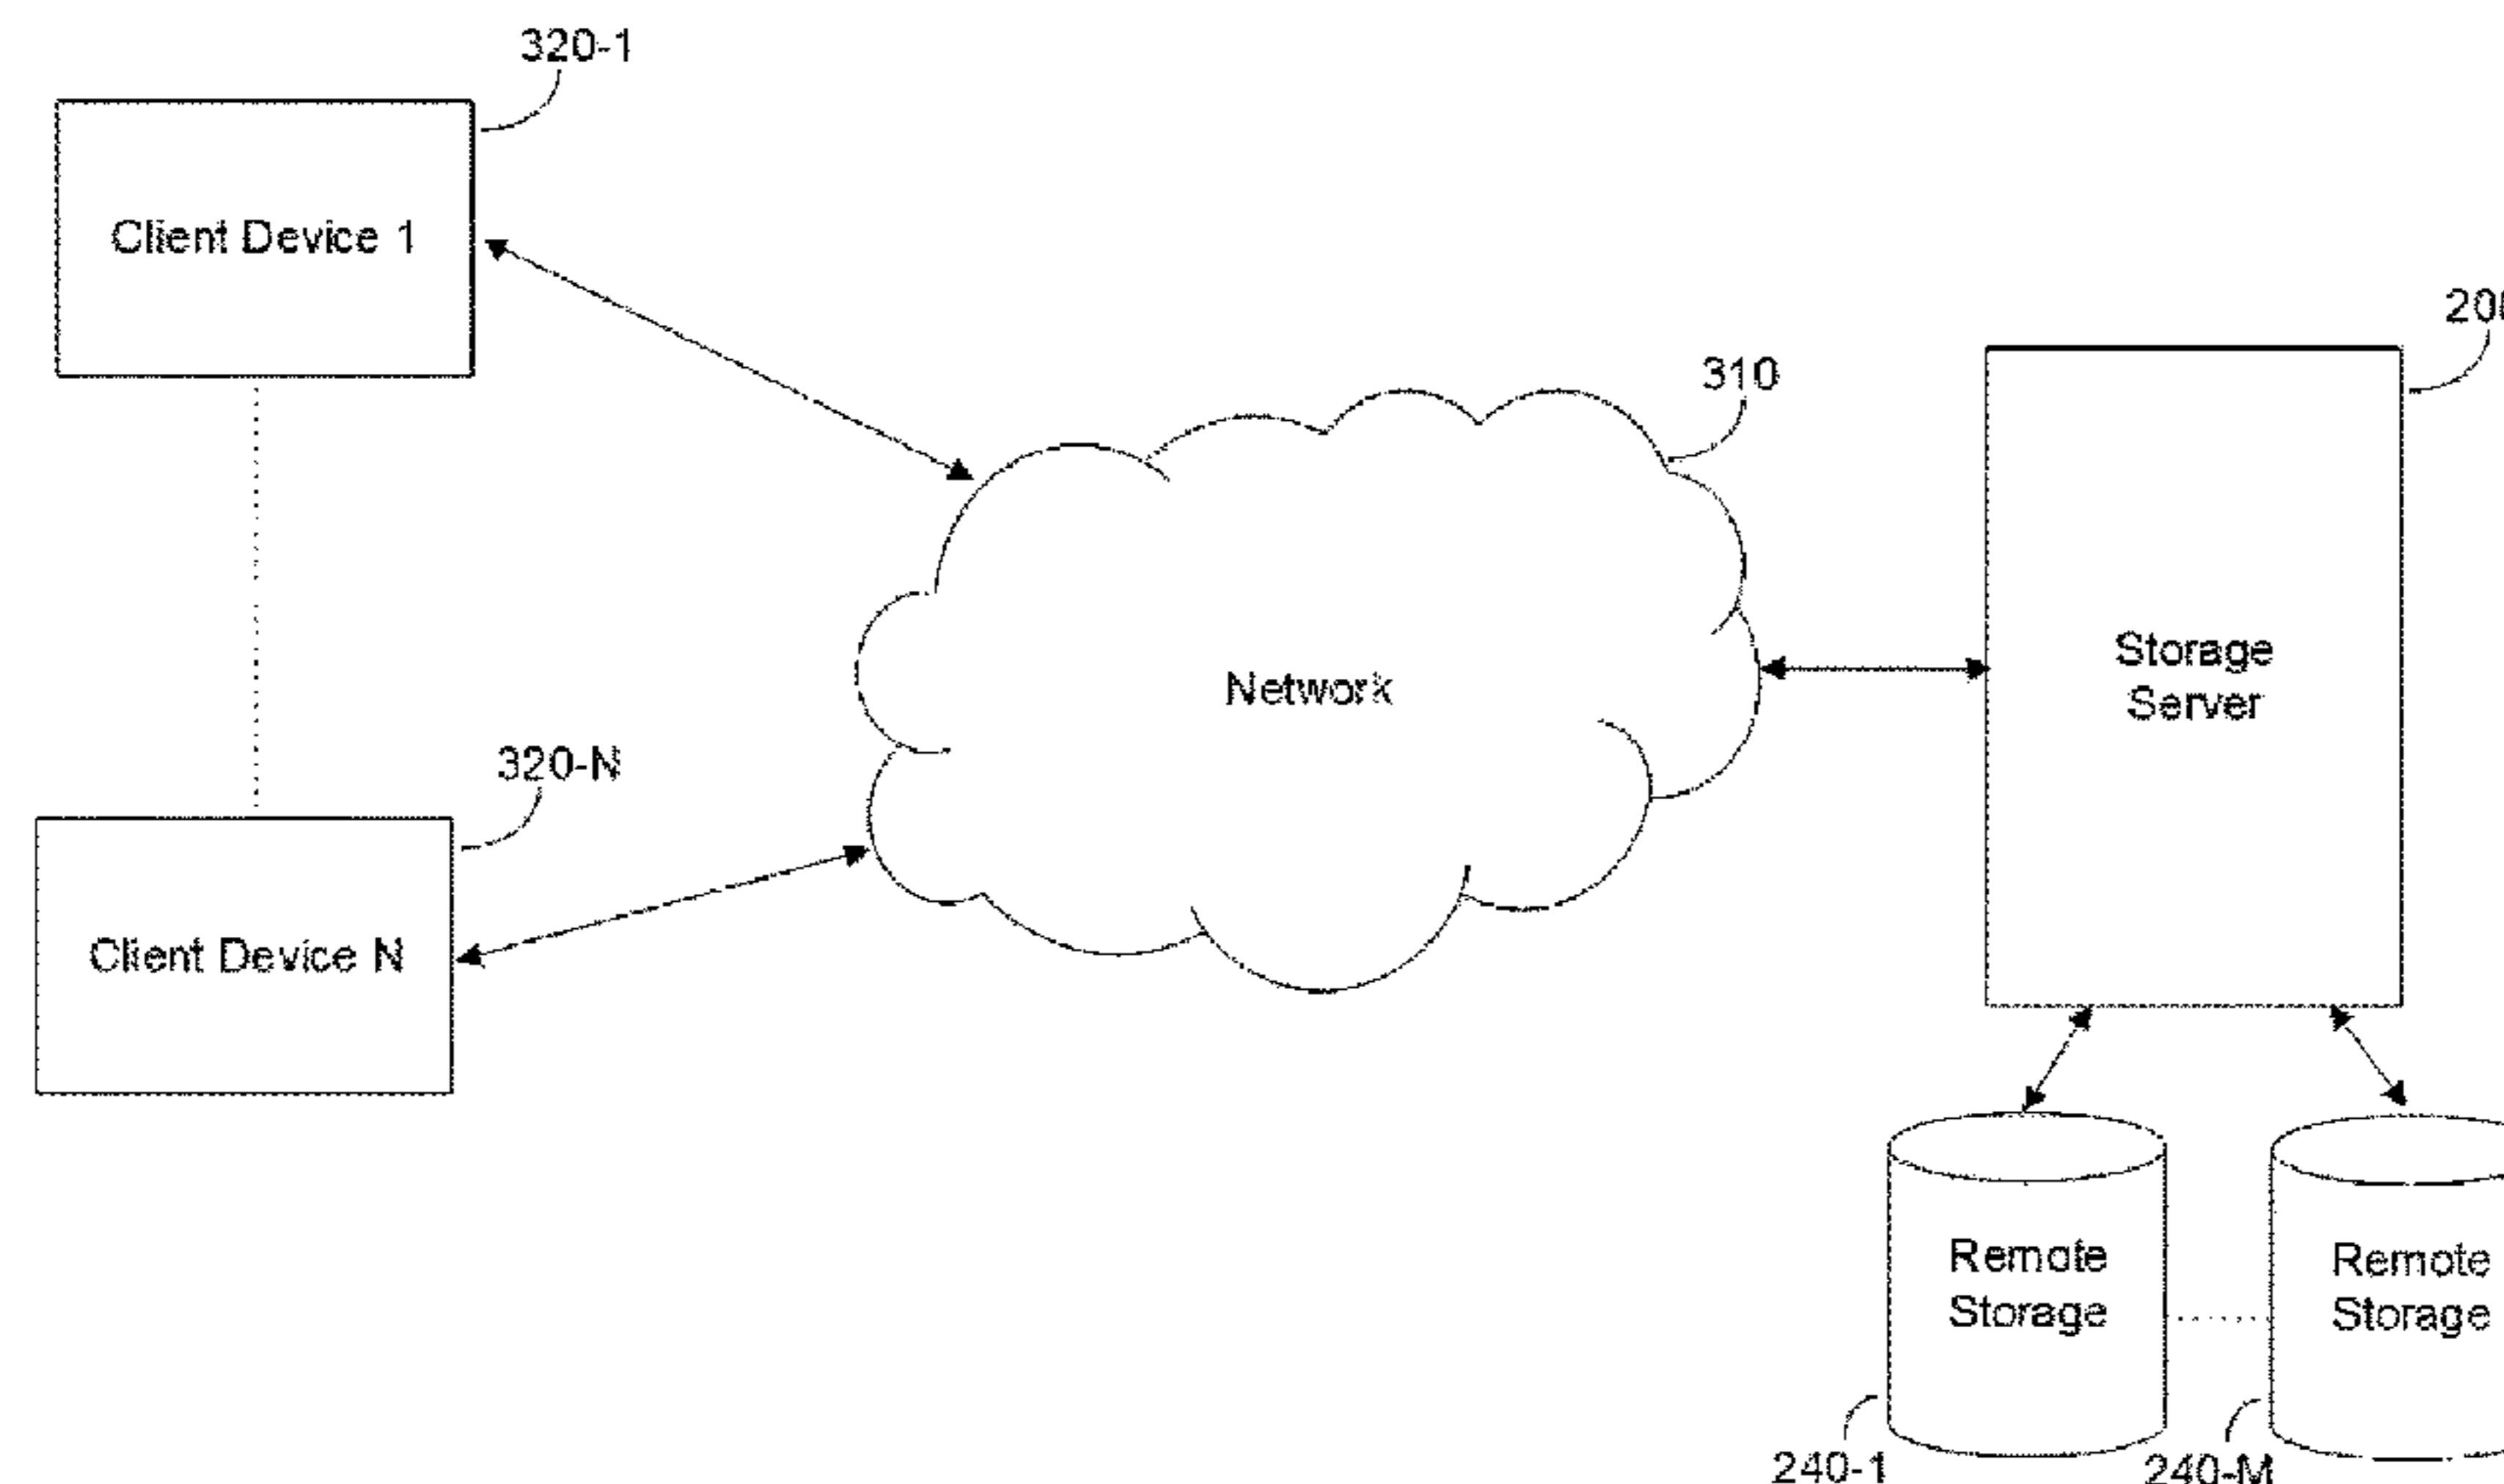 320-1
Client Device 1
310
Network
Storage
Server
320-N
Client Device N
Remote
Storage
Remote
Storage
240-1
240-M